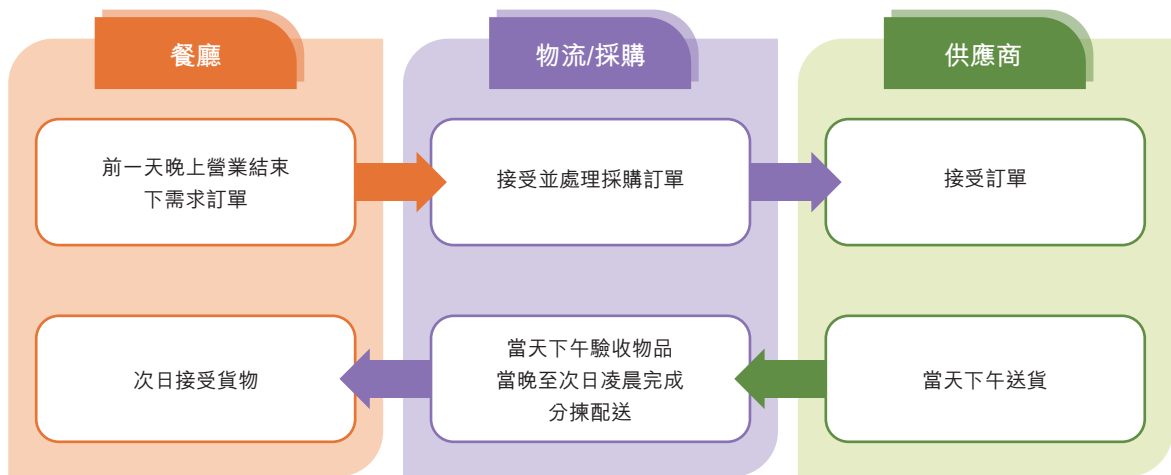 餐廳
物流/採購
供應商
前一天晚上營業結束
下需求訂單
接受並處理採購訂單
接受訂單
次日接受貨物
當天下午驗收物品
當晚至次日凌晨完成
分揀配送
當天下午送貨